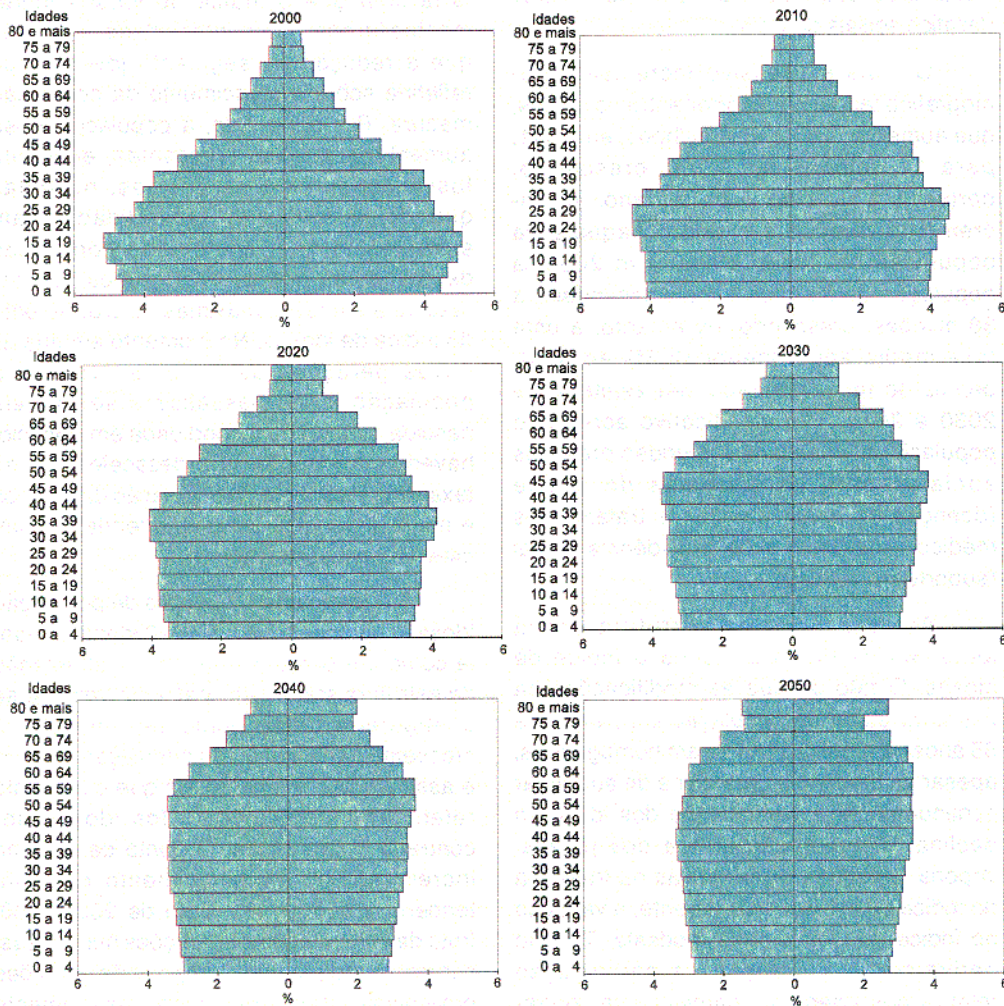 Idades
2000
80 e mais
75 a 79
70 a 74
65 a 69
60 a 64
55 a 59
50 a 54
45 a 49
40 a 44
35 a 39
30 a 34
25 a 29
20 a 24
15 a 19
10 a 14
5 a 9
0 a 4
6 4 2 0 2 4 6
%
Idades
2010
80 e mais
75 a 79
70 a 74
65 a 69
60 a 64
55 a 59
50 a 54
45 a 49
40 a 44
35 a 39
30 a 34
25 a 29
20 a 24
15 a 19
10 a 14
5 a 9
0 a 4
6 4 2 0 2 4 6
%
Idades
2020
80 e mais
75 a 79
70 a 74
65 a 69
60 a 64
55 a 59
50 a 54
45 a 49
40 a 44
35 a 39
30 a 34
25 a 29
20 a 24
15 a 19
10 a 14
5 a 9
0 a 4
6 4 2 0 2 4 6
%
Idades
2030
80 e mais
75 a 79
70 a 74
65 a 69
60 a 64
55 a 59
50 a 54
45 a 49
40 a 44
35 a 39
30 a 34
25 a 29
20 a 24
15 a 19
10 a 14
5 a 9
0 a 4
6 4 2 0 2 4 6
%
Idades
2040
80 e mais
75 a 79
70 a 74
65 a 69
60 a 64
55 a 59
50 a 54
45 a 49
40 a 44
35 a 39
30 a 34
25 a 29
20 a 24
15 a 19
10 a 14
5 a 9
0 a 4
6 4 2 0 2 4 6
%
Idades
2050
80 e mais
75 a 79
70 a 74
65 a 69
60 a 64
55 a 59
50 a 54
45 a 49
40 a 44
35 a 39
30 a 34
25 a 29
20 a 24
15 a 19
10 a 14
5 a 9
0 a 4
6 4 2 0 2 4 6
%